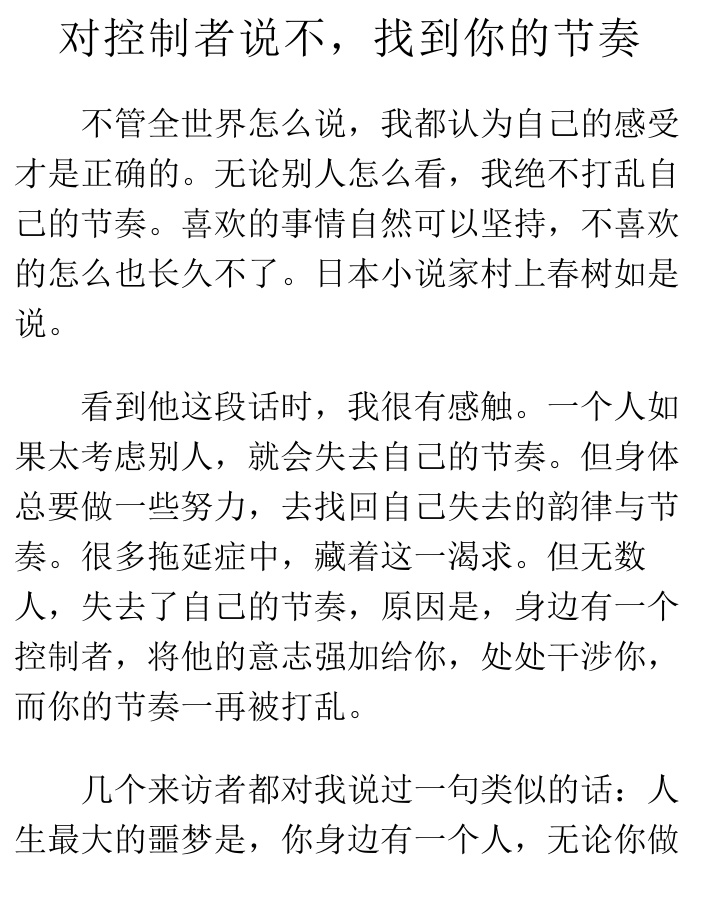 对控制者说不，找到你的节奏
不管全世界怎么说，我都认为自己的感受
才是正确的。无论别人怎么看，我绝不打乱自
己的节奏。喜欢的事情自然可以坚持，不喜欢
的怎么也长久不了。日本小说家村上春树如是
说。
看到他这段话时，我很有感触。一个人如
果太考虑别人，就会失去自己的节奏。但身体
总要做一些努力，去找回自己失去的韵律与节
奏。很多拖延症中，藏着这一渴求。但无数
人，失去了自己的节奏，原因是，身边有一个
控制者，将他的意志强加给你，处处干涉你，
而你的节奏一再被打乱。
几个来访者都对我说过一句类似的话：人
生最大的噩梦是，你身边有一个人，无论你做